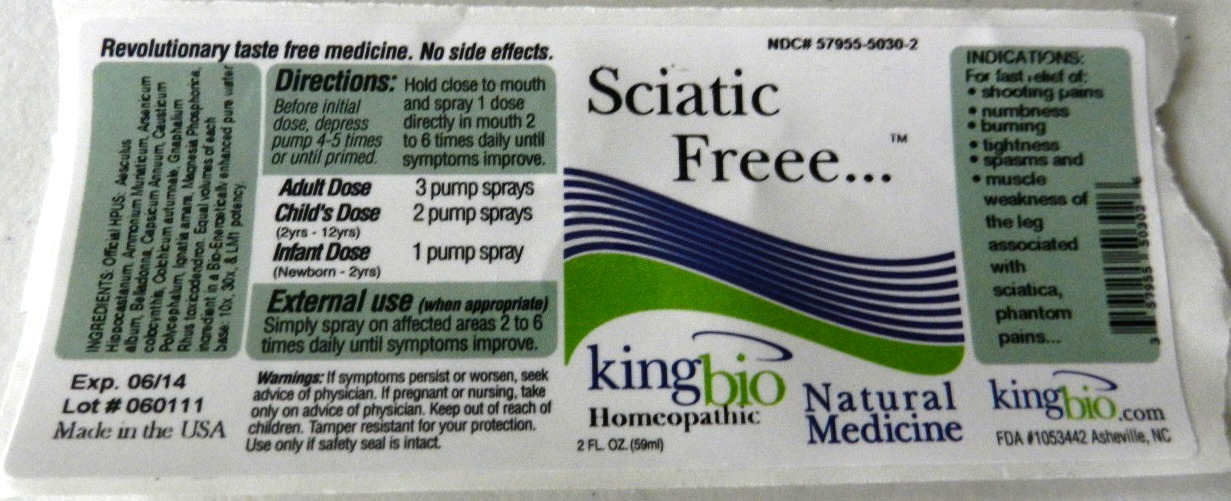 Revolutionary taste free medicine. No side effects.
INGREDIENTS: Official HPUS Aesculus
Hippocastanum, Ammonium Muriaticum, Arsenicum
album, Belladonna, Capsicum Annuum, Causticum
colocynthis, Colchicum autumnale, Gnaphalium
Polycephalum, Ignatia amara, Magnesia Phosphorica,
Rhus toxicodendron. Equal volumes of each
ingredient in a Bio-Energetically enhanced pure water
base: 10x, 30x, & LM1 potency.
Exp. 06/14
Lot # 060111
Made in the USA
Directions:
Before initial
dose, depress
pump 4-5 times
or until primed.
Hold close to mouth
and spray 1 dose
directly in mouth 2
to 6 times daily until
symptoms improve.
Adult Dose 3 pump sprays
Child's Dose 2 pump sprays
(2yrs - 12yrs)
Infant Dose 1 pump spray
(Newborn - 2yrs)
External use (when appropriate)
Simply spray on affected areas 2 to 6
times daily until symptoms improve.
Warnings: If symptoms persist or worsen, seek
advice of physician. If pregnant or nursing, take
only on advice of physician. Keep out of reach of
children. Tamper resistant for your protection.
Use only if safety seal is intact.
NDC# 57955-5030-2
Sciatic
Freee...™
kingbio
Homeopathic
2 FL. OZ. (59ml)
Natural
Medicine
INDICATIONS:
For fast relief of:
• shooting pains
• numbness
• burning
• tightness
• spasms and
• muscle
weakness of
the leg
associated
with
sciatica,
phantom
pains...
3 57955 50302 6
kingbio.com
FDA #1053442 Asheville, NC